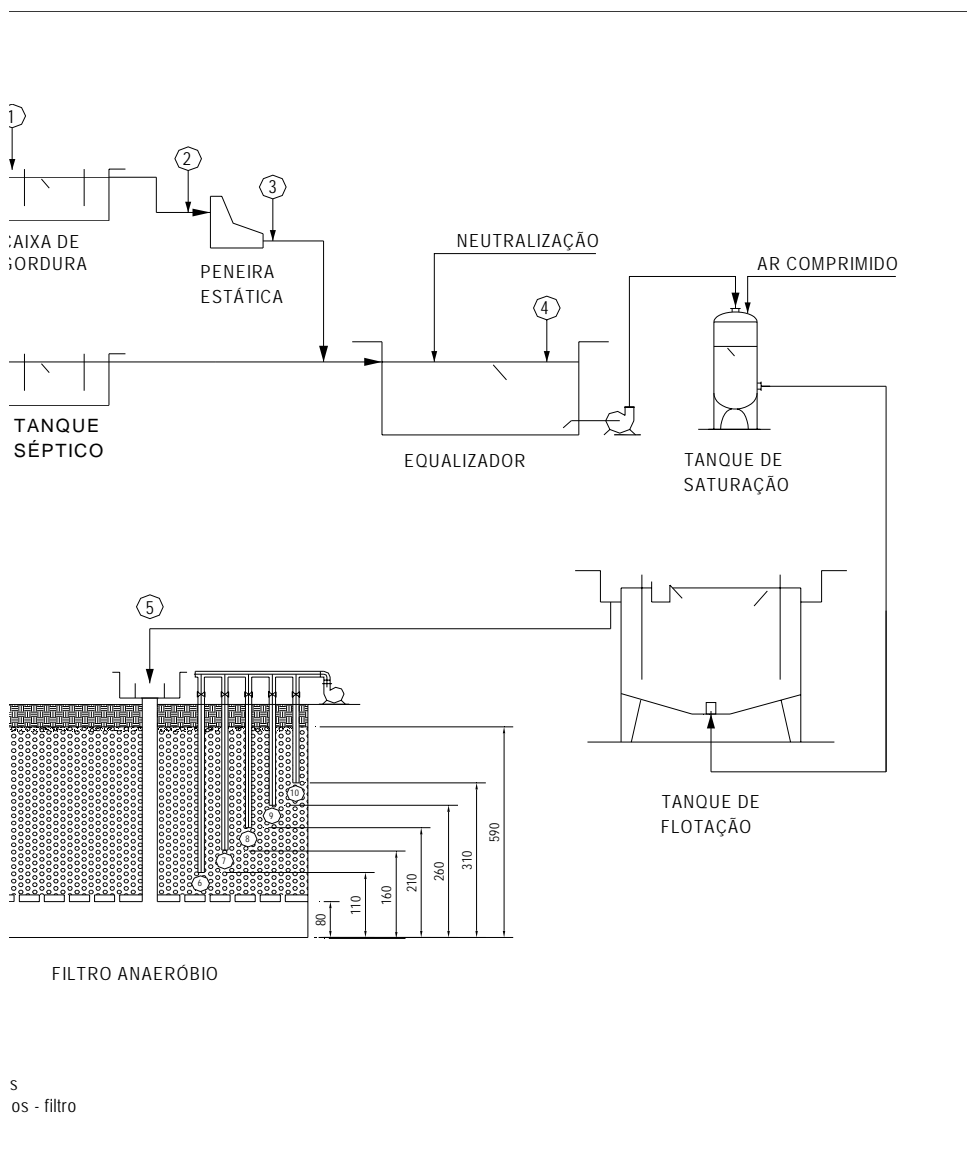 1
2
3
CAIXA DE
GORDURA
PENEIRA
ESTÁTICA
NEUTRALIZAÇÃO
4
AR COMPRIMIDO
TANQUE
SÉPTICO
EQUALIZADOR
TANQUE DE
SATURAÇÃO
5
10
9
8
7
6
80
110
160
210
260
310
590
TANQUE DE
FLOTAÇÃO
FILTRO ANAERÓBIO
s
os - filtro